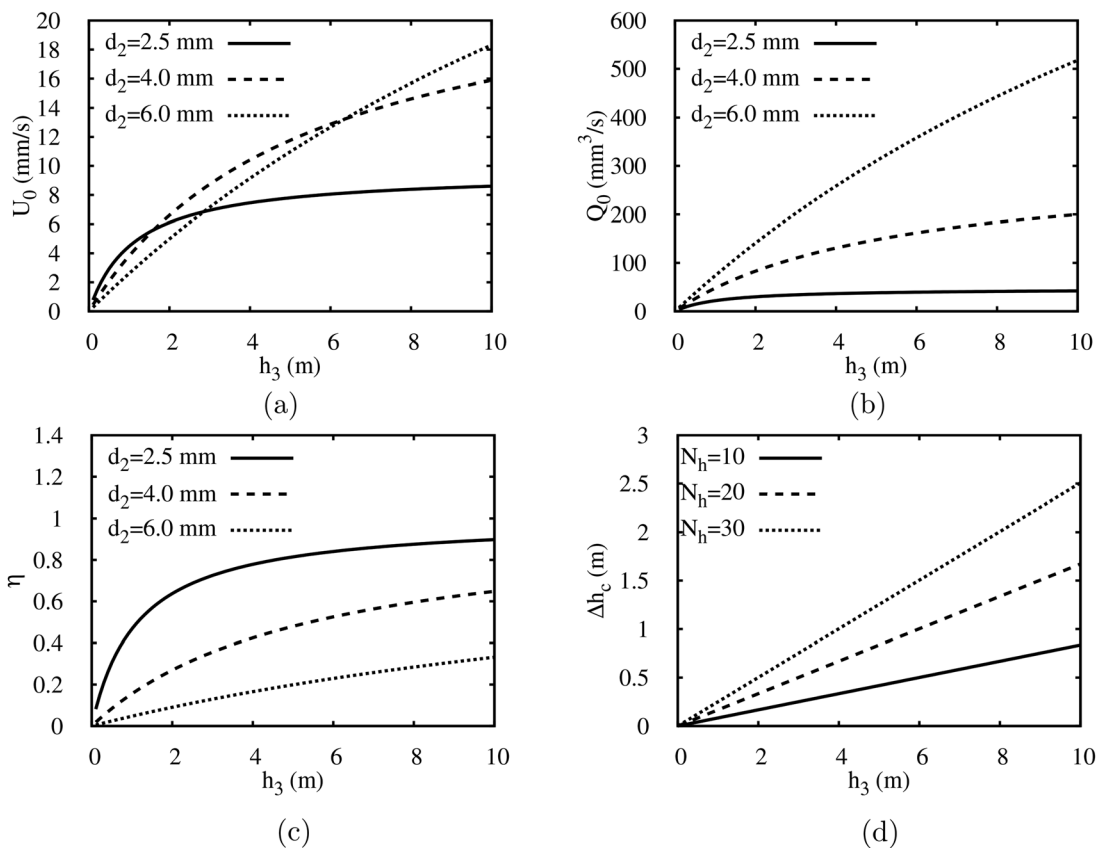 20
18
16
14
12
10
8
6
4
2
0
U₀ (mm/s)
d₂=2.5 mm
d₂=4.0 mm
d₂=6.0 mm
0 2 4 6 8 10
h₃ (m)
(a)
600
500
400
300
200
100
0
Q₀ (mm³/s)
d₂=2.5 mm
d₂=4.0 mm
d₂=6.0 mm
0 2 4 6 8 10
h₃ (m)
(b)
1.4
1.2
1
0.8
0.6
0.4
0.2
0
η
d₂=2.5 mm
d₂=4.0 mm
d₂=6.0 mm
0 2 4 6 8 10
h₃ (m)
(c)
3
2.5
2
1.5
1
0.5
0
Δh_c (m)
N_h=10
N_h=20
N_h=30
0 2 4 6 8 10
h₃ (m)
(d)